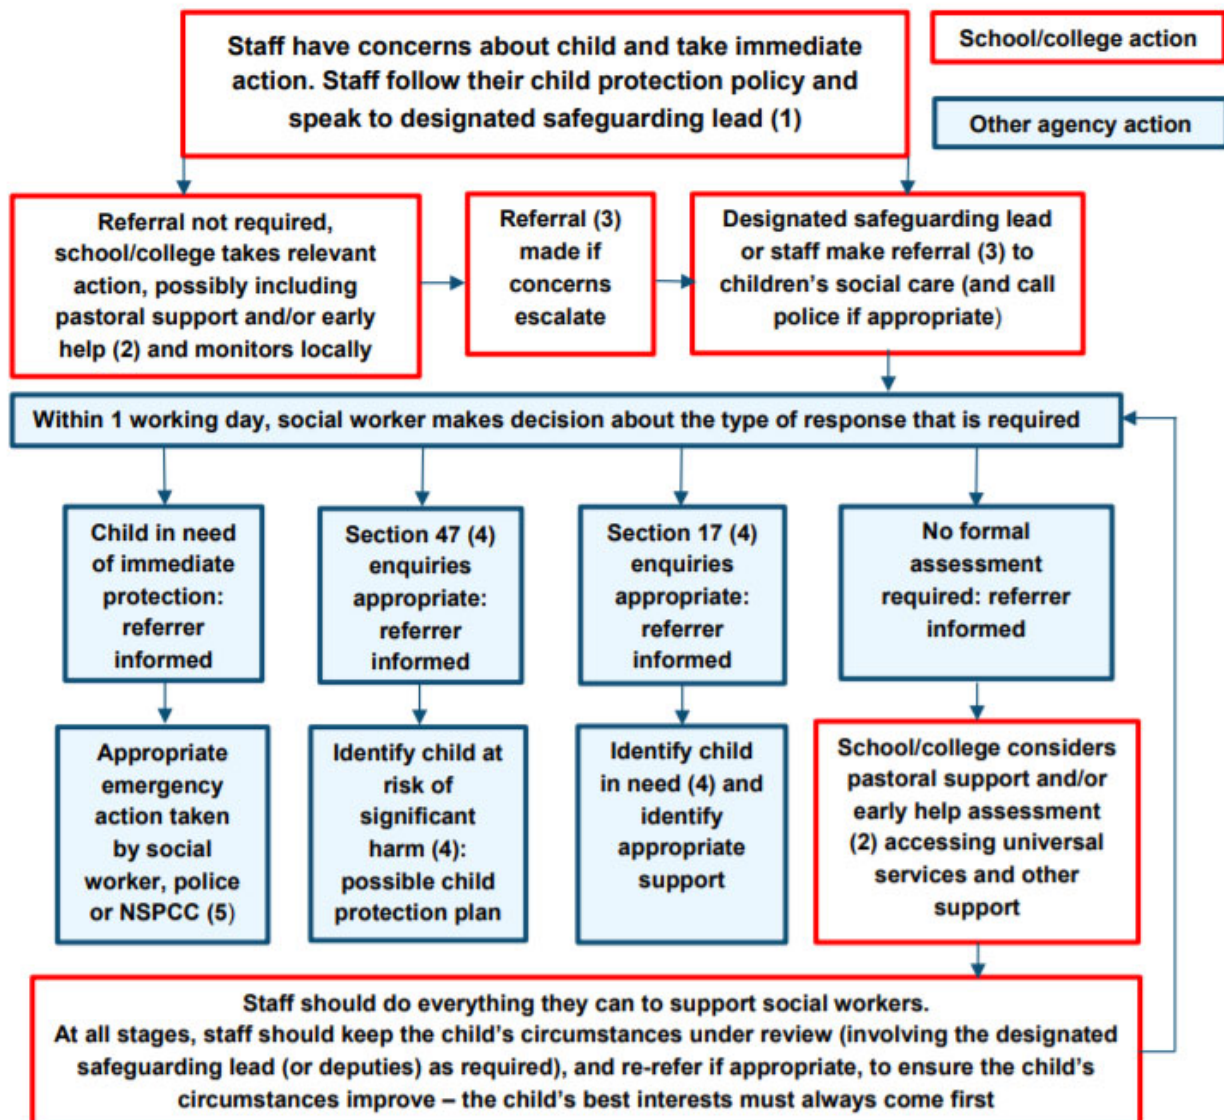 Staff have concerns about child and take immediate
action. Staff follow their child protection policy and
speak to designated safeguarding lead (1)
School/college action
Other agency action
Referral not required,
school/college takes relevant
action, possibly including
pastoral support and/or early
help (2) and monitors locally
Referral (3)
made if
concerns
escalate
Designated safeguarding lead
or staff make referral (3) to
children's social care (and call
police if appropriate)
Within 1 working day, social worker makes decision about the type of response that is required
Child in need
of immediate
protection:
referrer
informed
Section 47 (4)
enquiries
appropriate:
referrer
informed
Section 17 (4)
enquiries
appropriate:
referrer
informed
No formal
assessment
required: referrer
informed
Appropriate
emergency
action taken
by social
worker, police
or NSPCC (5)
Identify child at
risk of
significant
harm (4):
possible child
protection plan
Identify child
in need (4) and
identify
appropriate
support
School/college considers
pastoral support and/or
early help assessment
(2) accessing universal
services and other
support
Staff should do everything they can to support social workers.
At all stages, staff should keep the child's circumstances under review (involving the designated
safeguarding lead (or deputies) as required), and re-refer if appropriate, to ensure the child's
circumstances improve – the child's best interests must always come first